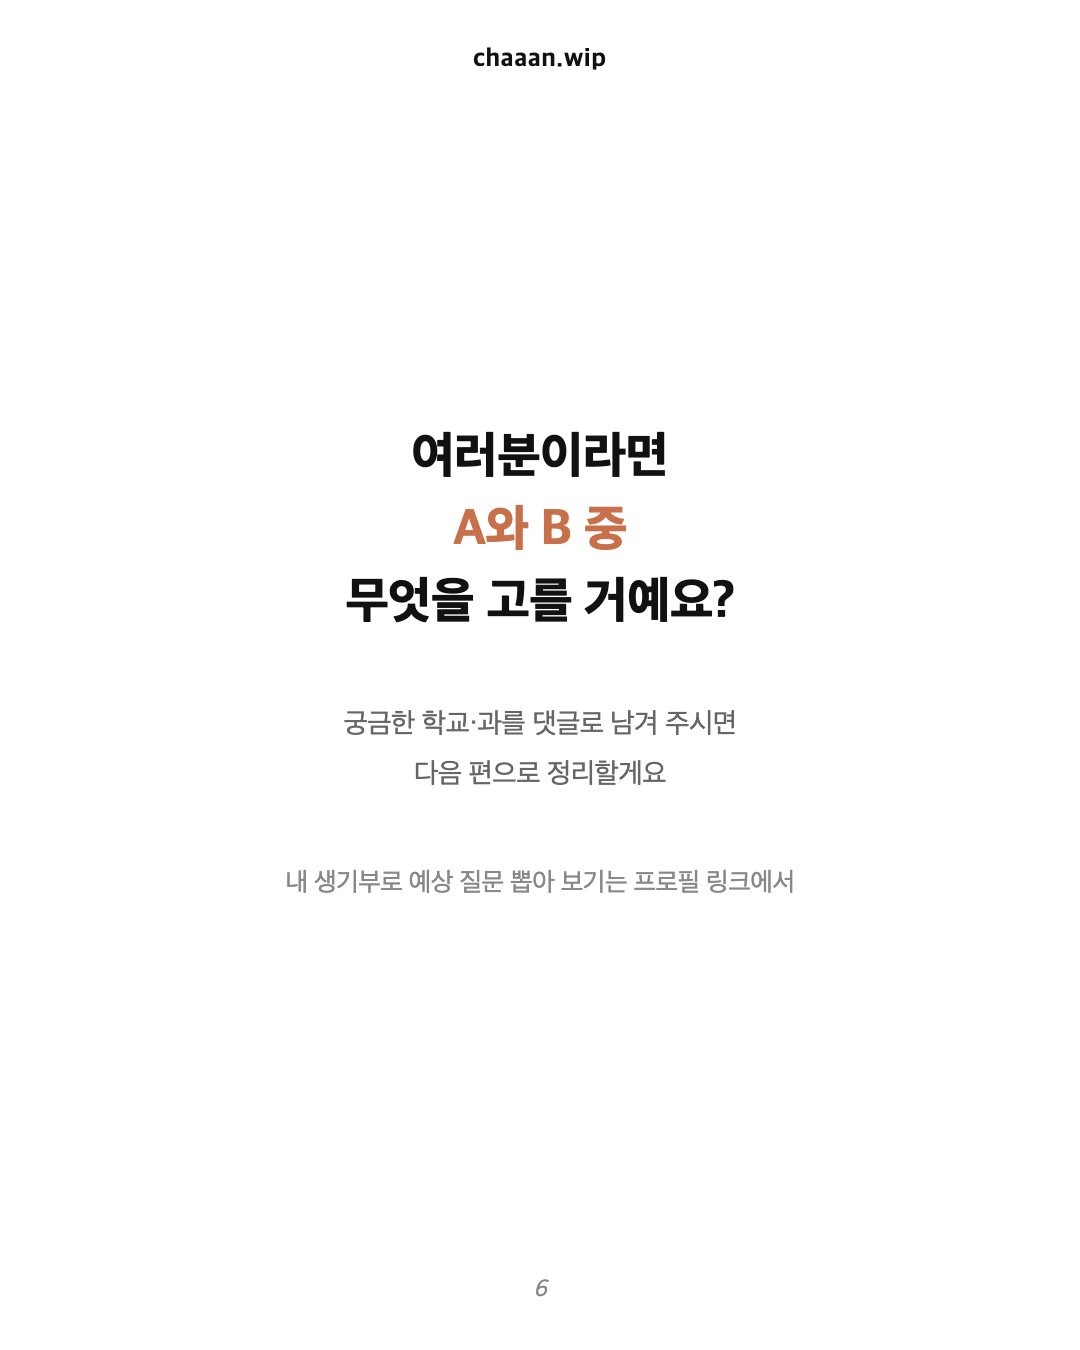 chaaan.wip
여러분이라면
A와 B 중
무엇을 고를 거예요?
궁금한 학교·과를 댓글로 남겨 주시면
다음 편으로 정리할게요
내 생기부로 예상 질문 뽑아 보기는 프로필 링크에서
6